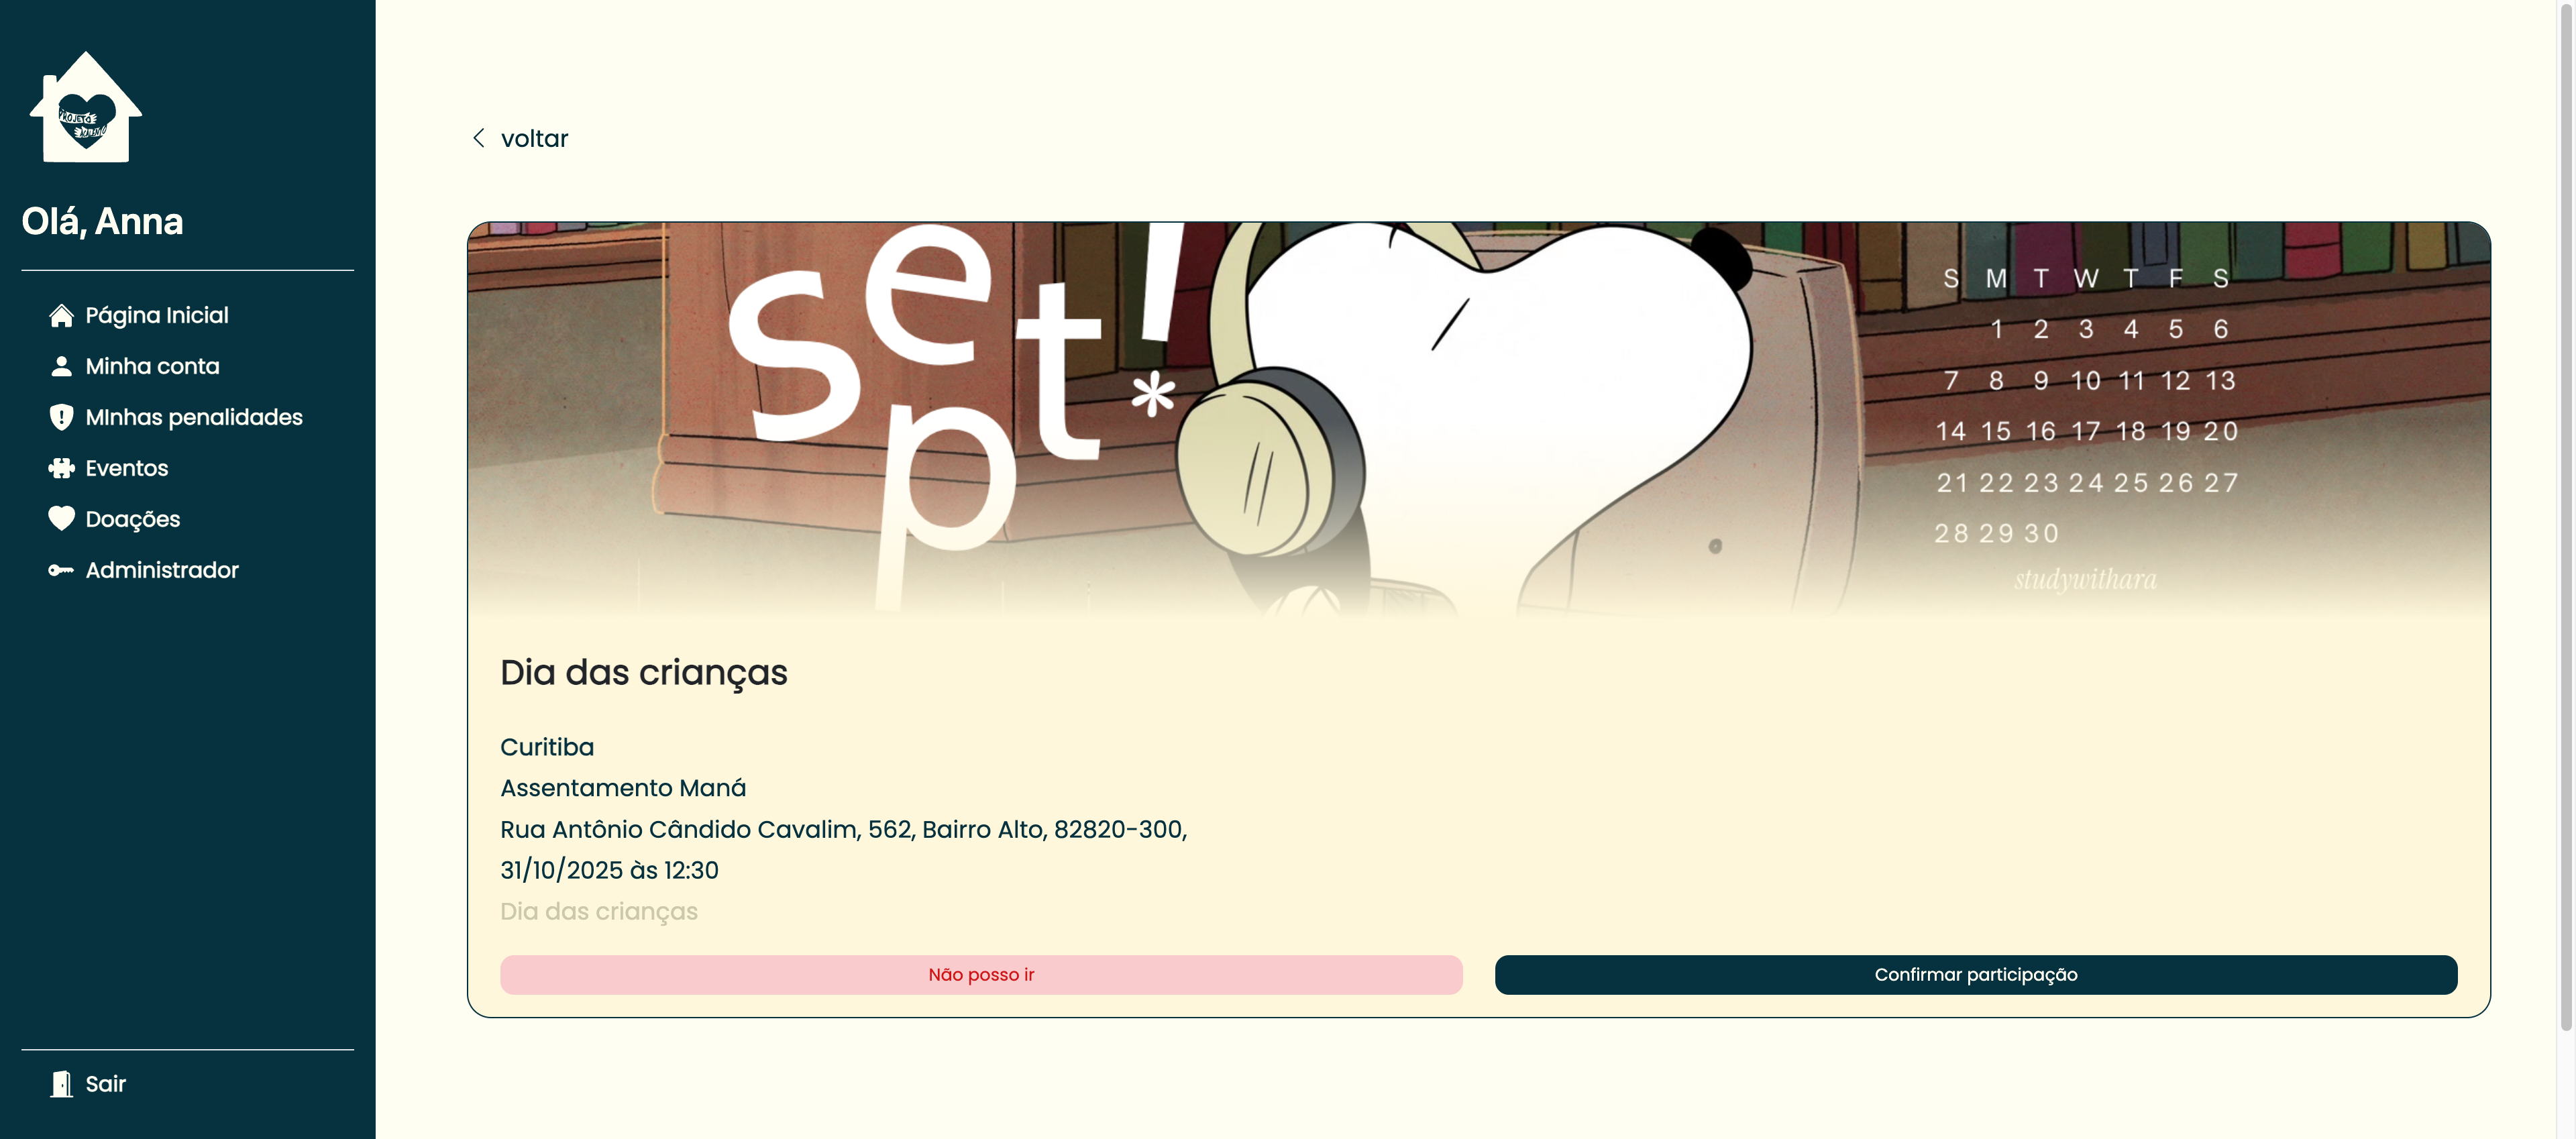 PROJETO
Olá, Anna
Página Inicial
Minha conta
MInhas penalidades
Eventos
Doações
Administrador
Sair
voltar
sept!*
S M T W T F S
1 2 3 4 5 6
7 8 9 10 11 12 13
14 15 16 17 18 19 20
21 22 23 24 25 26 27
28 29 30
studywithara
Dia das crianças
Curitiba
Assentamento Maná
Rua Antônio Cândido Cavalim, 562, Bairro Alto, 82820-300,
31/10/2025 às 12:30
Dia das crianças
Não posso ir
Confirmar participação